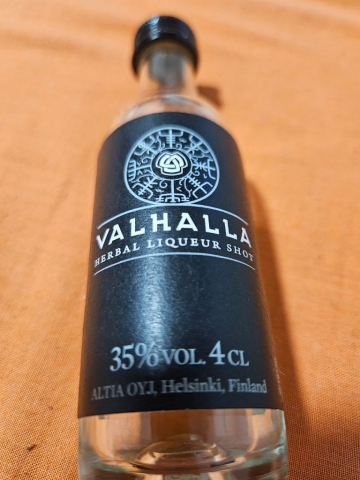 VALHALLA
HERBAL LIQUEUR SHOT
35%VOL. 4 CL
ALTIA OYJ, Helsinki, Finland